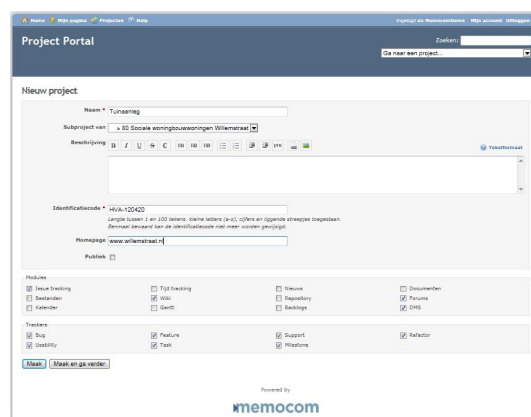 Home Mijn pagina Projecten Help
Ingelogd als MemocomDemo Mijn account Uitloggen
Project Portal
Zoeken:
Ga naar een project...
Nieuw project
Naam * Tuinaanleg
Subproject van » 80 Sociale woningbouwwoningen Willemstraat
Beschrijving B I U S C H1 H2 H3 PRE Tekstformaat
Identificatiecode * HVA-120420
Lengte tussen 1 en 100 tekens. kleine letters (a-z), cijfers en liggende streepjes toegestaan.
Eenmaal bewaard kan de identificatiecode niet meer worden gewijzigd.
Homepage www.willemstraat.nl
Publiek
Modules
Issue tracking Tijd tracking Nieuws Documenten
Bestanden Wiki Repository Forums
Kalender Gantt Backlogs DMS
Trackers
Bug Feature Support Refactor
Usability Task Milestone
Maak Maak en ga verder
Powered by
memocom